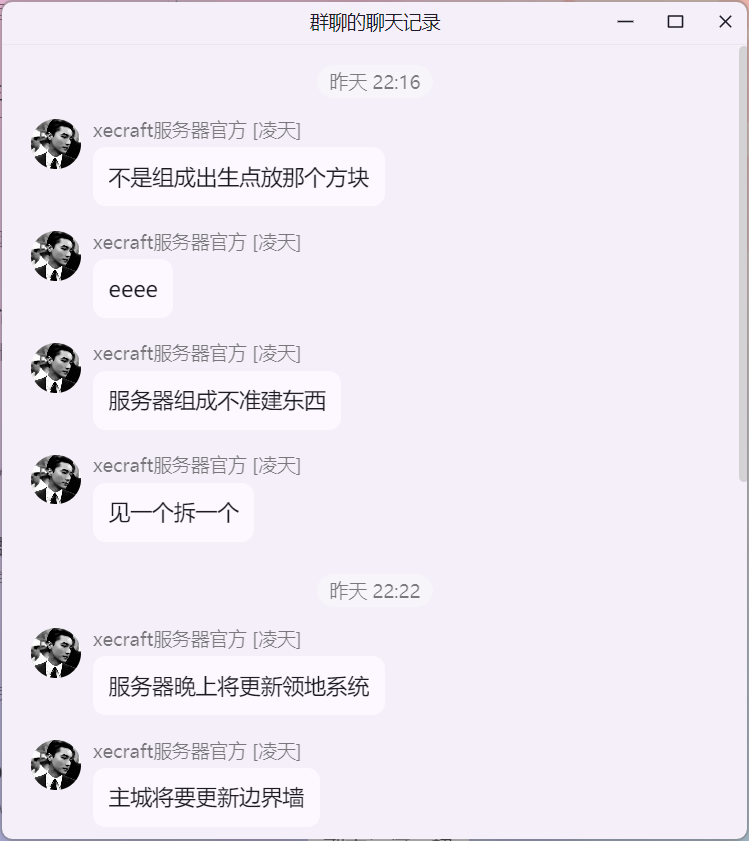 群聊的聊天记录
昨天 22:16
xecraft服务器官方 [凌天]
不是组成出生点放那个方块
xecraft服务器官方 [凌天]
eeee
xecraft服务器官方 [凌天]
服务器组成不准建东西
xecraft服务器官方 [凌天]
见一个拆一个
昨天 22:22
xecraft服务器官方 [凌天]
服务器晚上将更新领地系统
xecraft服务器官方 [凌天]
主城将要更新边界墙